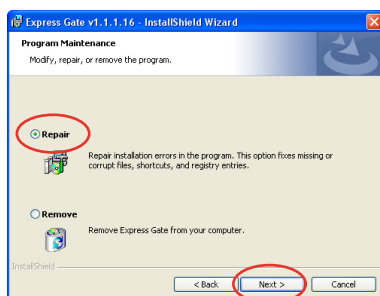 Express Gate v1.1.1.16 - InstallShield Wizard
Program Maintenance
Modify, repair, or remove the program.
Repair
Repair installation errors in the program. This option fixes missing or
corrupt files, shortcuts, and registry entries.
Remove
Remove Express Gate from your computer.
InstallShield
< Back
Next >
Cancel